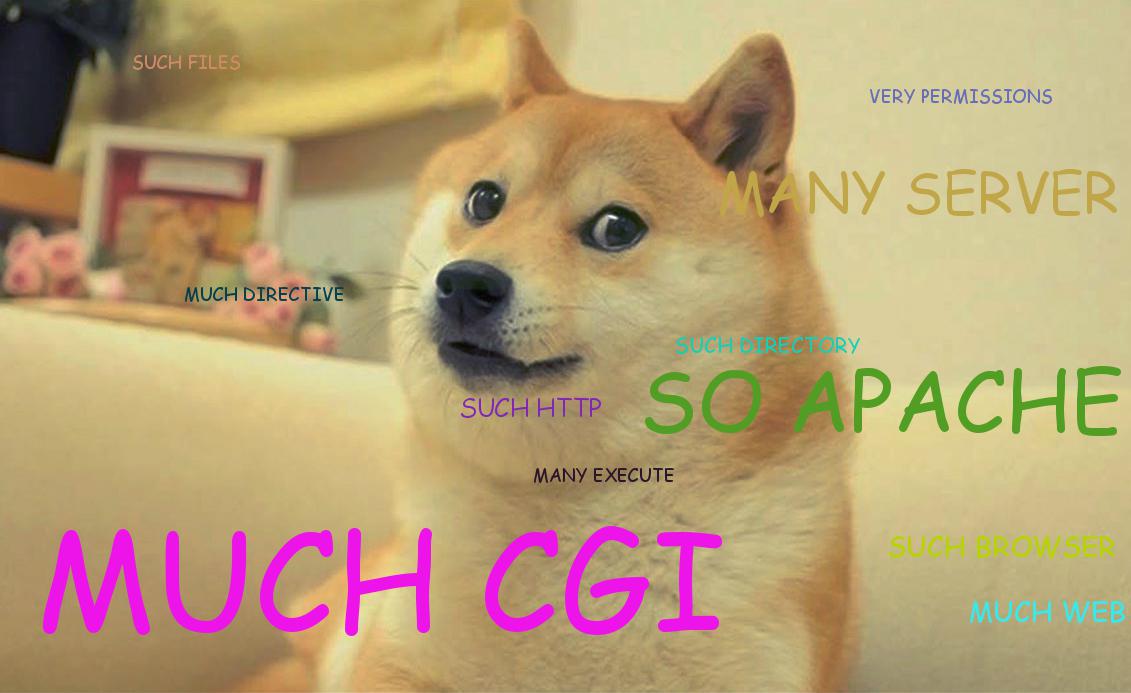 SUCH FILES
VERY PERMISSIONS
MANY SERVER
MUCH DIRECTIVE
SUCH DIRECTORY
SO APACHE
SUCH HTTP
MANY EXECUTE
MUCH CGI
SUCH BROWSER
MUCH WEB